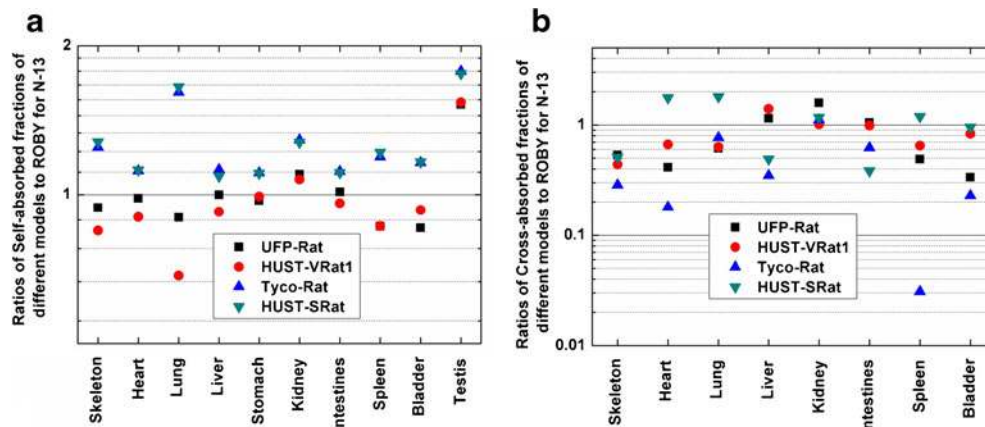 a
Ratios of Self-absorbed fractions of
different models to ROBY for N-13
2
1
UFP-Rat
HUST-VRat1
Tyco-Rat
HUST-SRat
Skeleton
Heart
Lung
Liver
Stomach
Kidney
ntestines
Spleen
Bladder
Testis
b
Ratios of Cross-absorbed fractions of
different models to ROBY for N-13
1
0.1
0.01
UFP-Rat
HUST-VRat1
Tyco-Rat
HUST-SRat
Skeleton
Heart
Lung
Liver
Kidney
ntestines
Spleen
Bladder